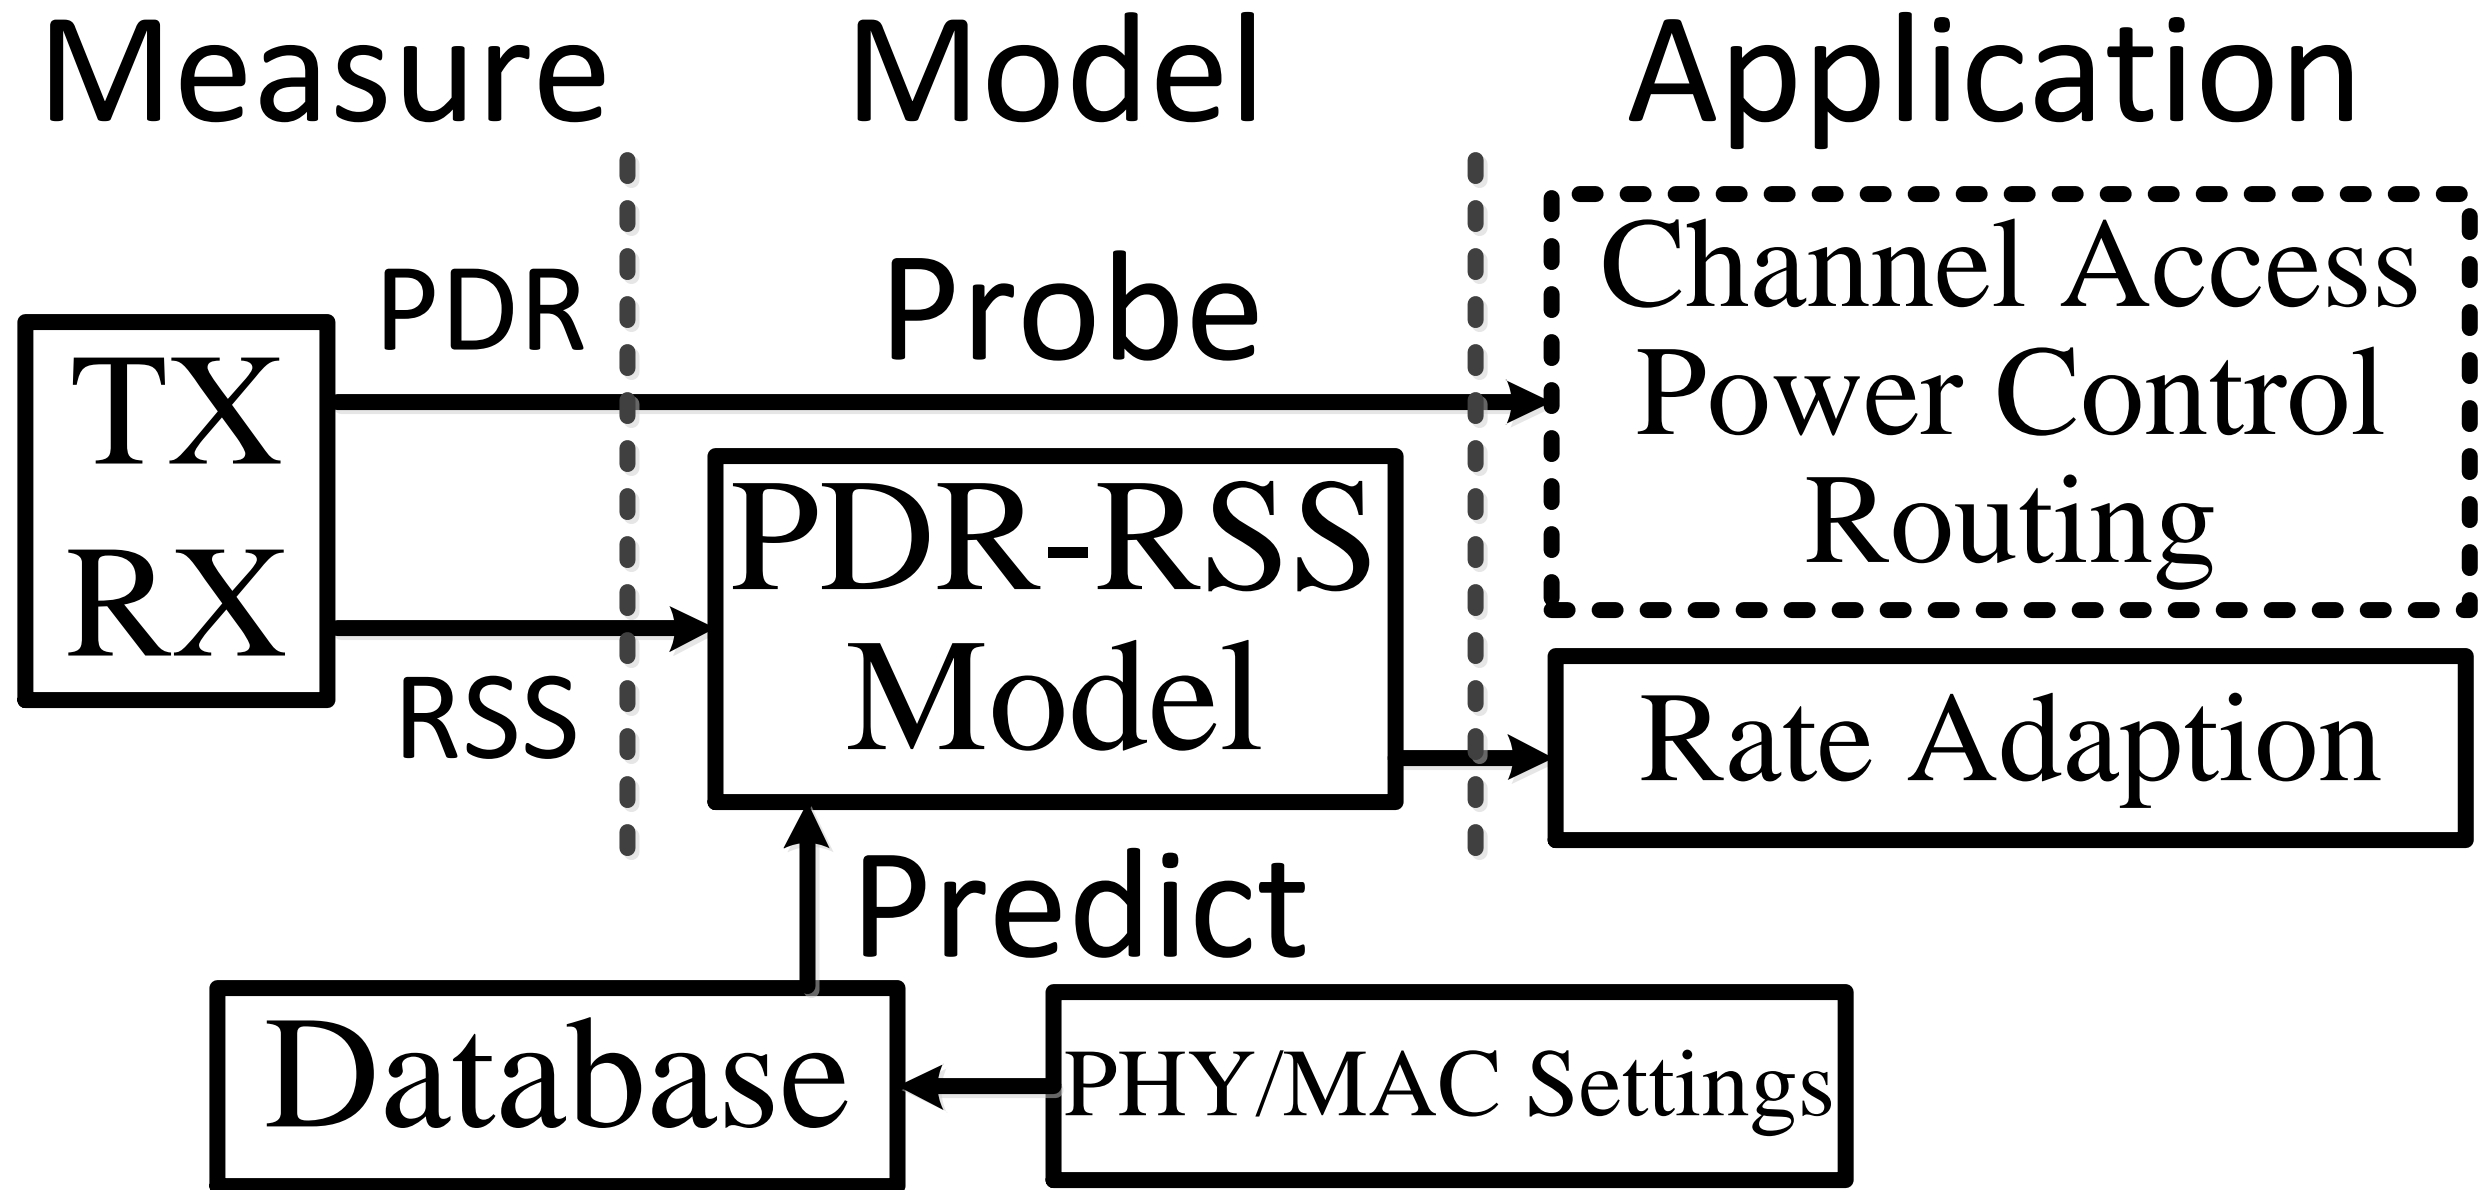 Measure
Model
Application
PDR
Probe
Channel Access
Power Control
Routing
TX
RX
RSS
PDR-RSS
Model
Rate Adaption
Predict
Database
PHY/MAC Settings